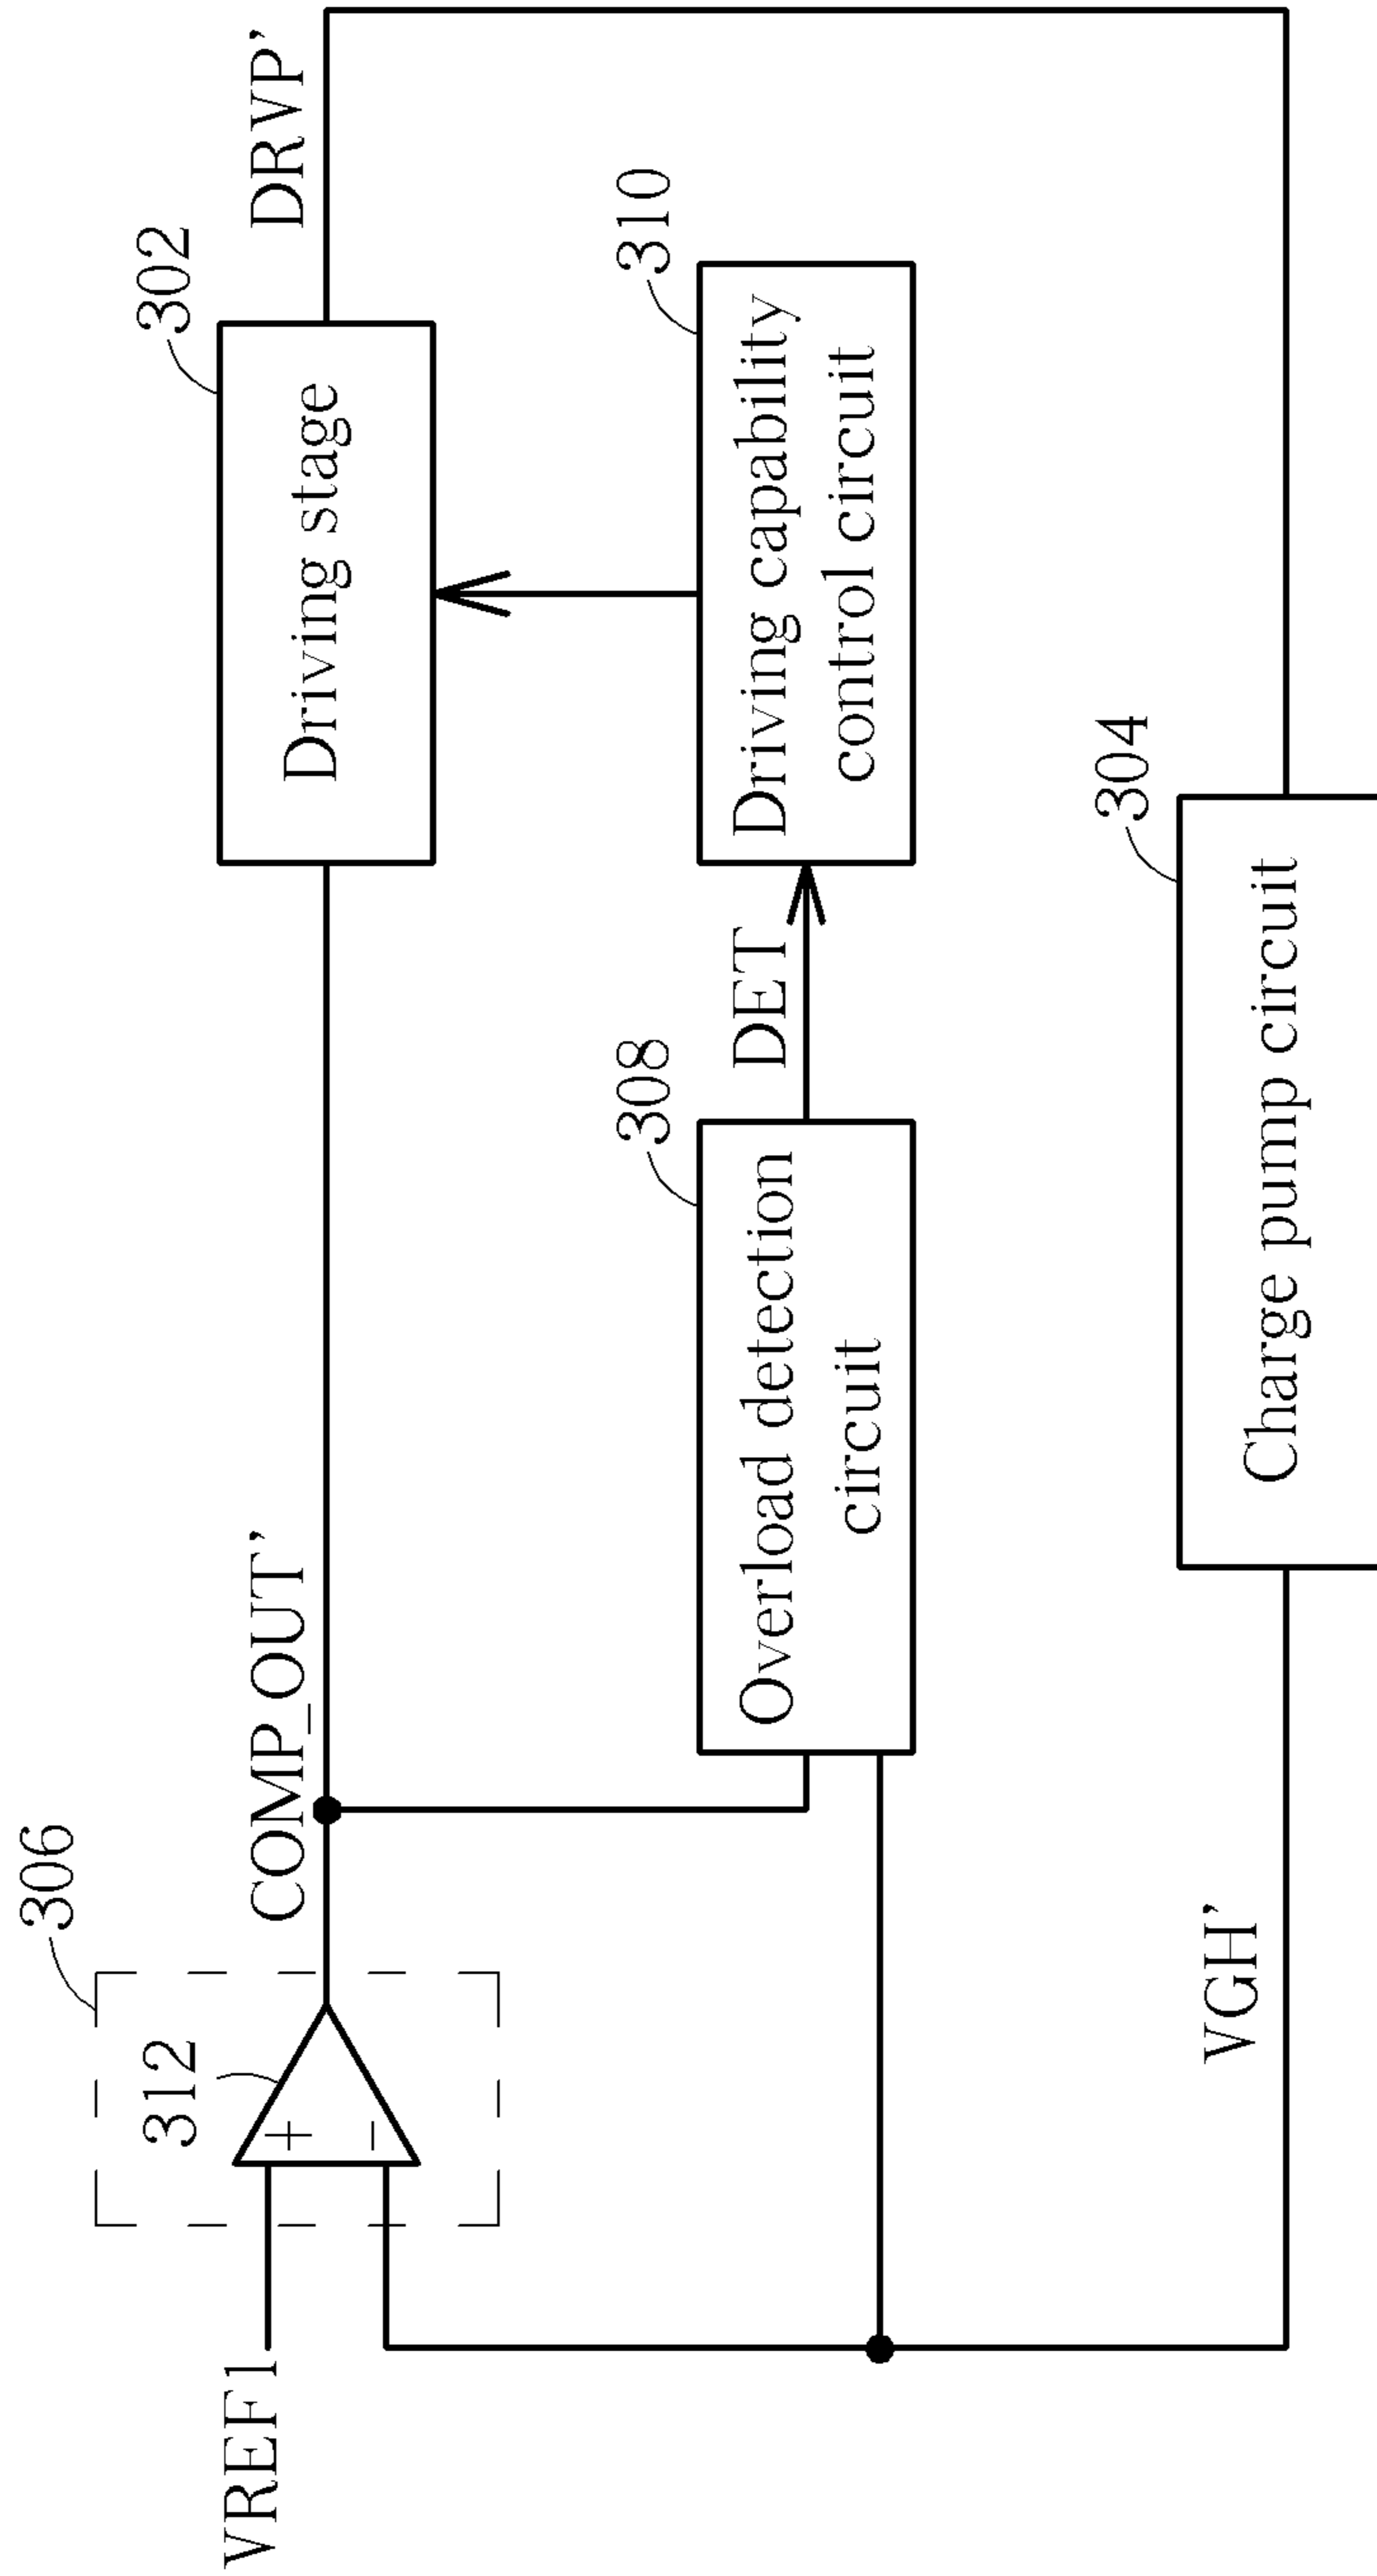 306
302
312
COMP_OUT'
DRVP'
Driving stage
VREF1
+
−
308
310
Overload detection
circuit
DET
Driving capability
control circuit
304
VGH'
Charge pump circuit